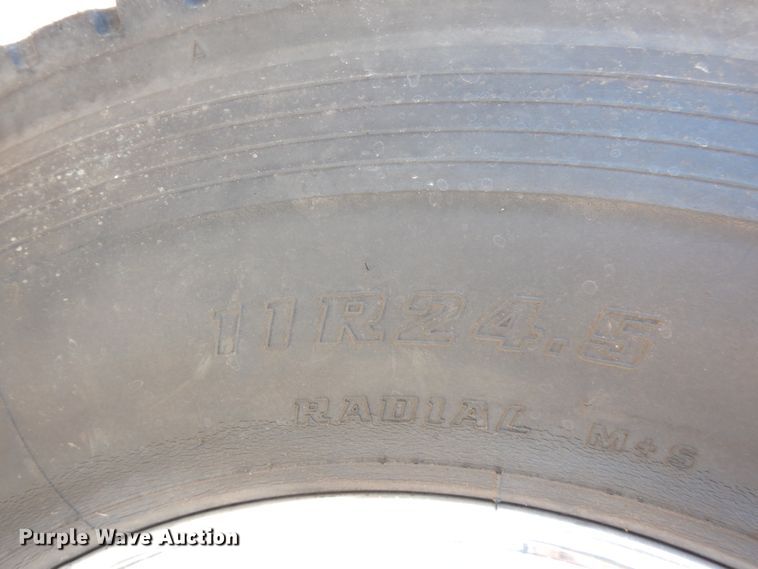 A
11R24.5
RADIAL M+S
Purple Wave Auction